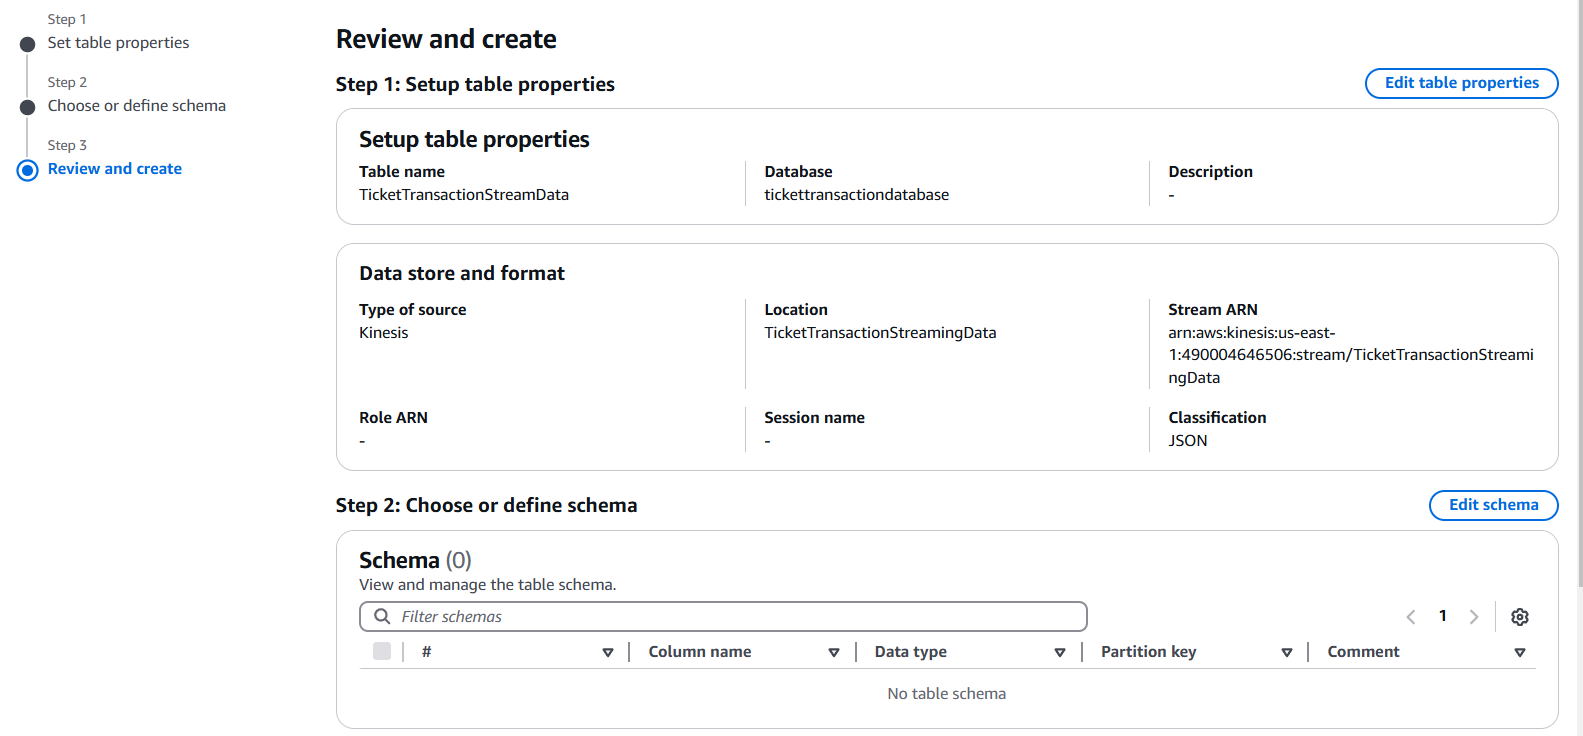 Step 1
Set table properties
Step 2
Choose or define schema
Step 3
Review and create
Review and create
Step 1: Setup table properties
Edit table properties
Setup table properties
Table name
TicketTransactionStreamData
Database
tickettransactiondatabase
Description
-
Data store and format
Type of source
Kinesis
Location
TicketTransactionStreamingData
Stream ARN
arn:aws:kinesis:us-east-
1:490004646506:stream/TicketTransactionStreami
ngData
Role ARN
-
Session name
-
Classification
JSON
Step 2: Choose or define schema
Edit schema
Schema (0)
View and manage the table schema.
Filter schemas
1
# Column name Data type Partition key Comment
No table schema